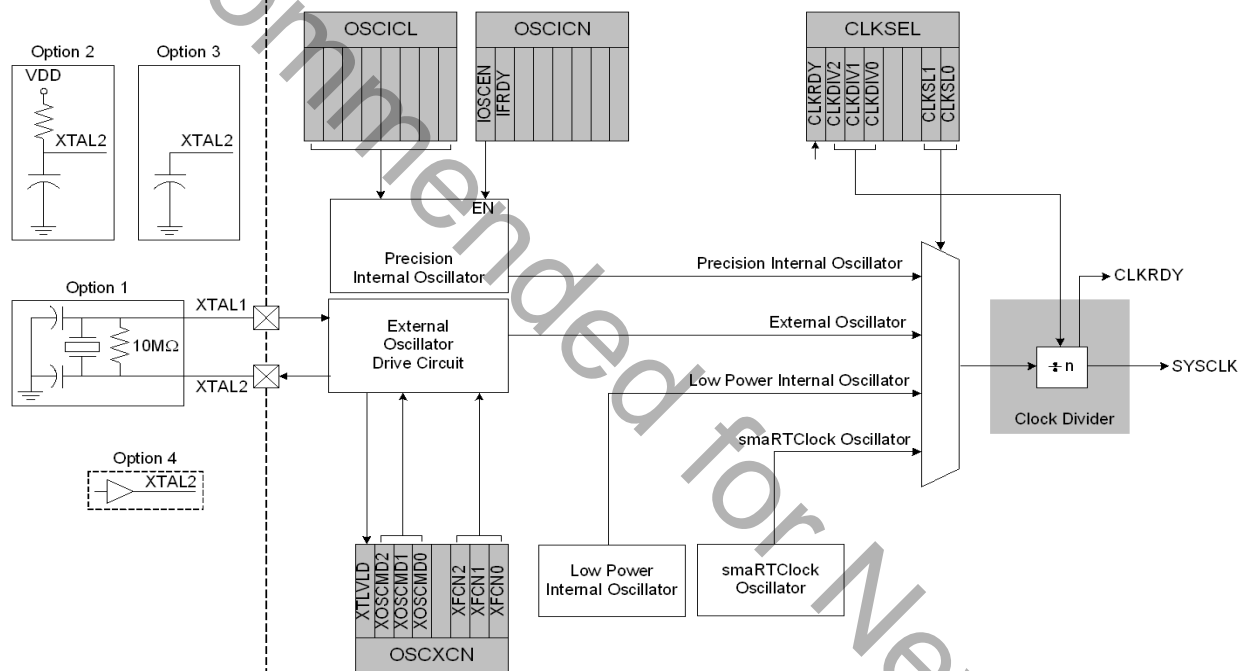 OSCICL
OSCICN
CLKSEL
IOSCEN
IFRDY
CLKRDY
CLKDIV2
CLKDIV1
CLKDIV0
CLKSL1
CLKSL0
Option 2
VDD
XTAL2
Option 3
XTAL2
EN
Precision
Internal Oscillator
Precision Internal Oscillator
CLKRDY
Option 1
XTAL1
10MΩ
XTAL2
External
Oscillator
Drive Circuit
External Oscillator
Low Power Internal Oscillator
smaRTClock Oscillator
÷ n
SYSCLK
Clock Divider
Option 4
XTAL2
XTLVLD
XOSCMD2
XOSCMD1
XOSCMD0
XFCN2
XFCN1
XFCN0
OSCXCN
Low Power
Internal Oscillator
smaRTClock
Oscillator
ommended for Ne